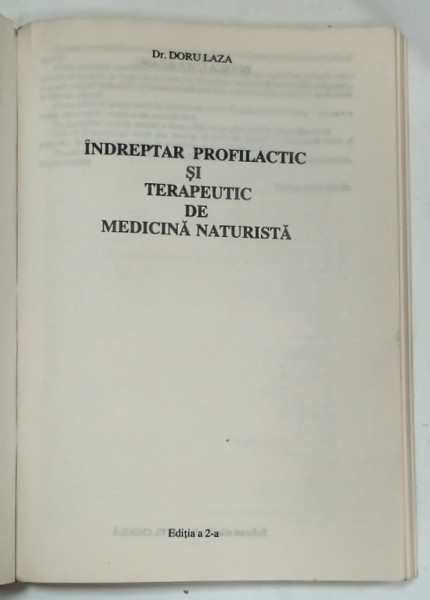 Dr. DORU LAZA
ÎNDREPTAR PROFILACTIC
ŞI
TERAPEUTIC
DE
MEDICINĂ NATURISTĂ
Ediţia a 2-a